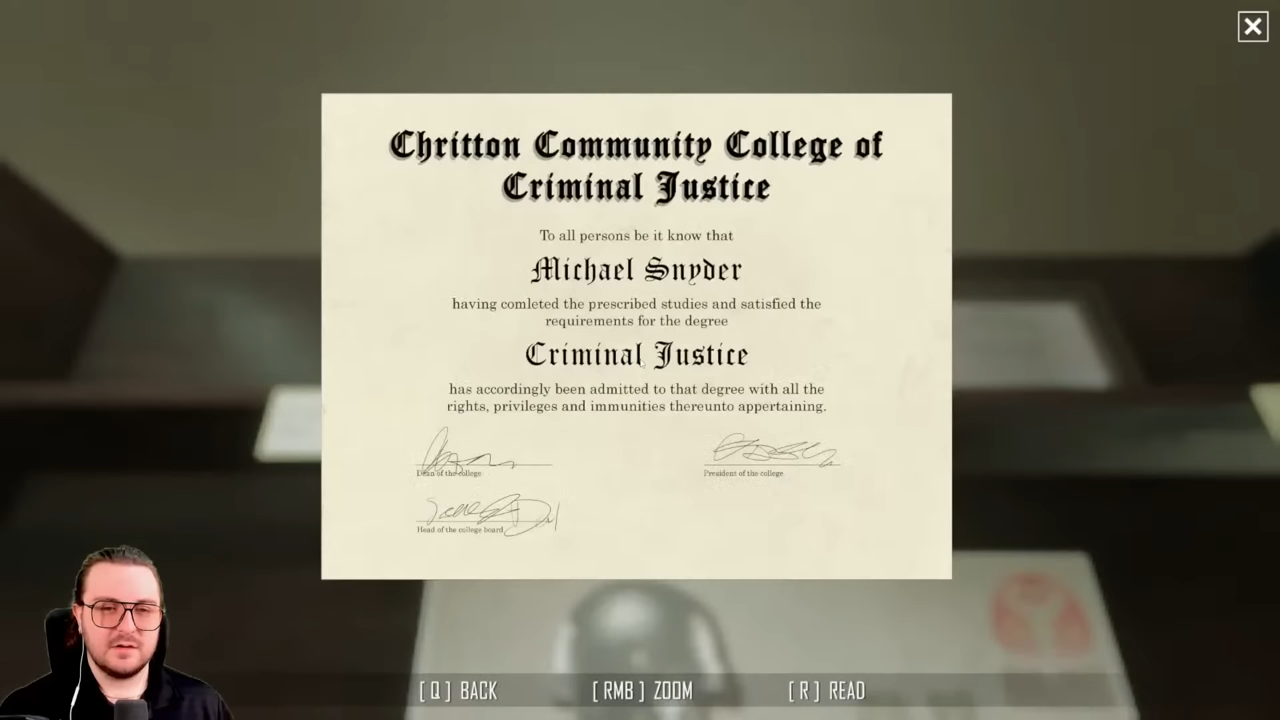 Chritton Community College of
Criminal Justice
To all persons be it know that
Michael Snyder
having comleted the prescribed studies and satisfied the
requirements for the degree
Criminal Justice
has accordingly been admitted to that degree with all the
rights, privileges and immunities thereunto appertaining.
Dean of the college
President of the college
Head of the college board
[ Q ] BACK
[ RMB ] ZOOM
[ R ] READ